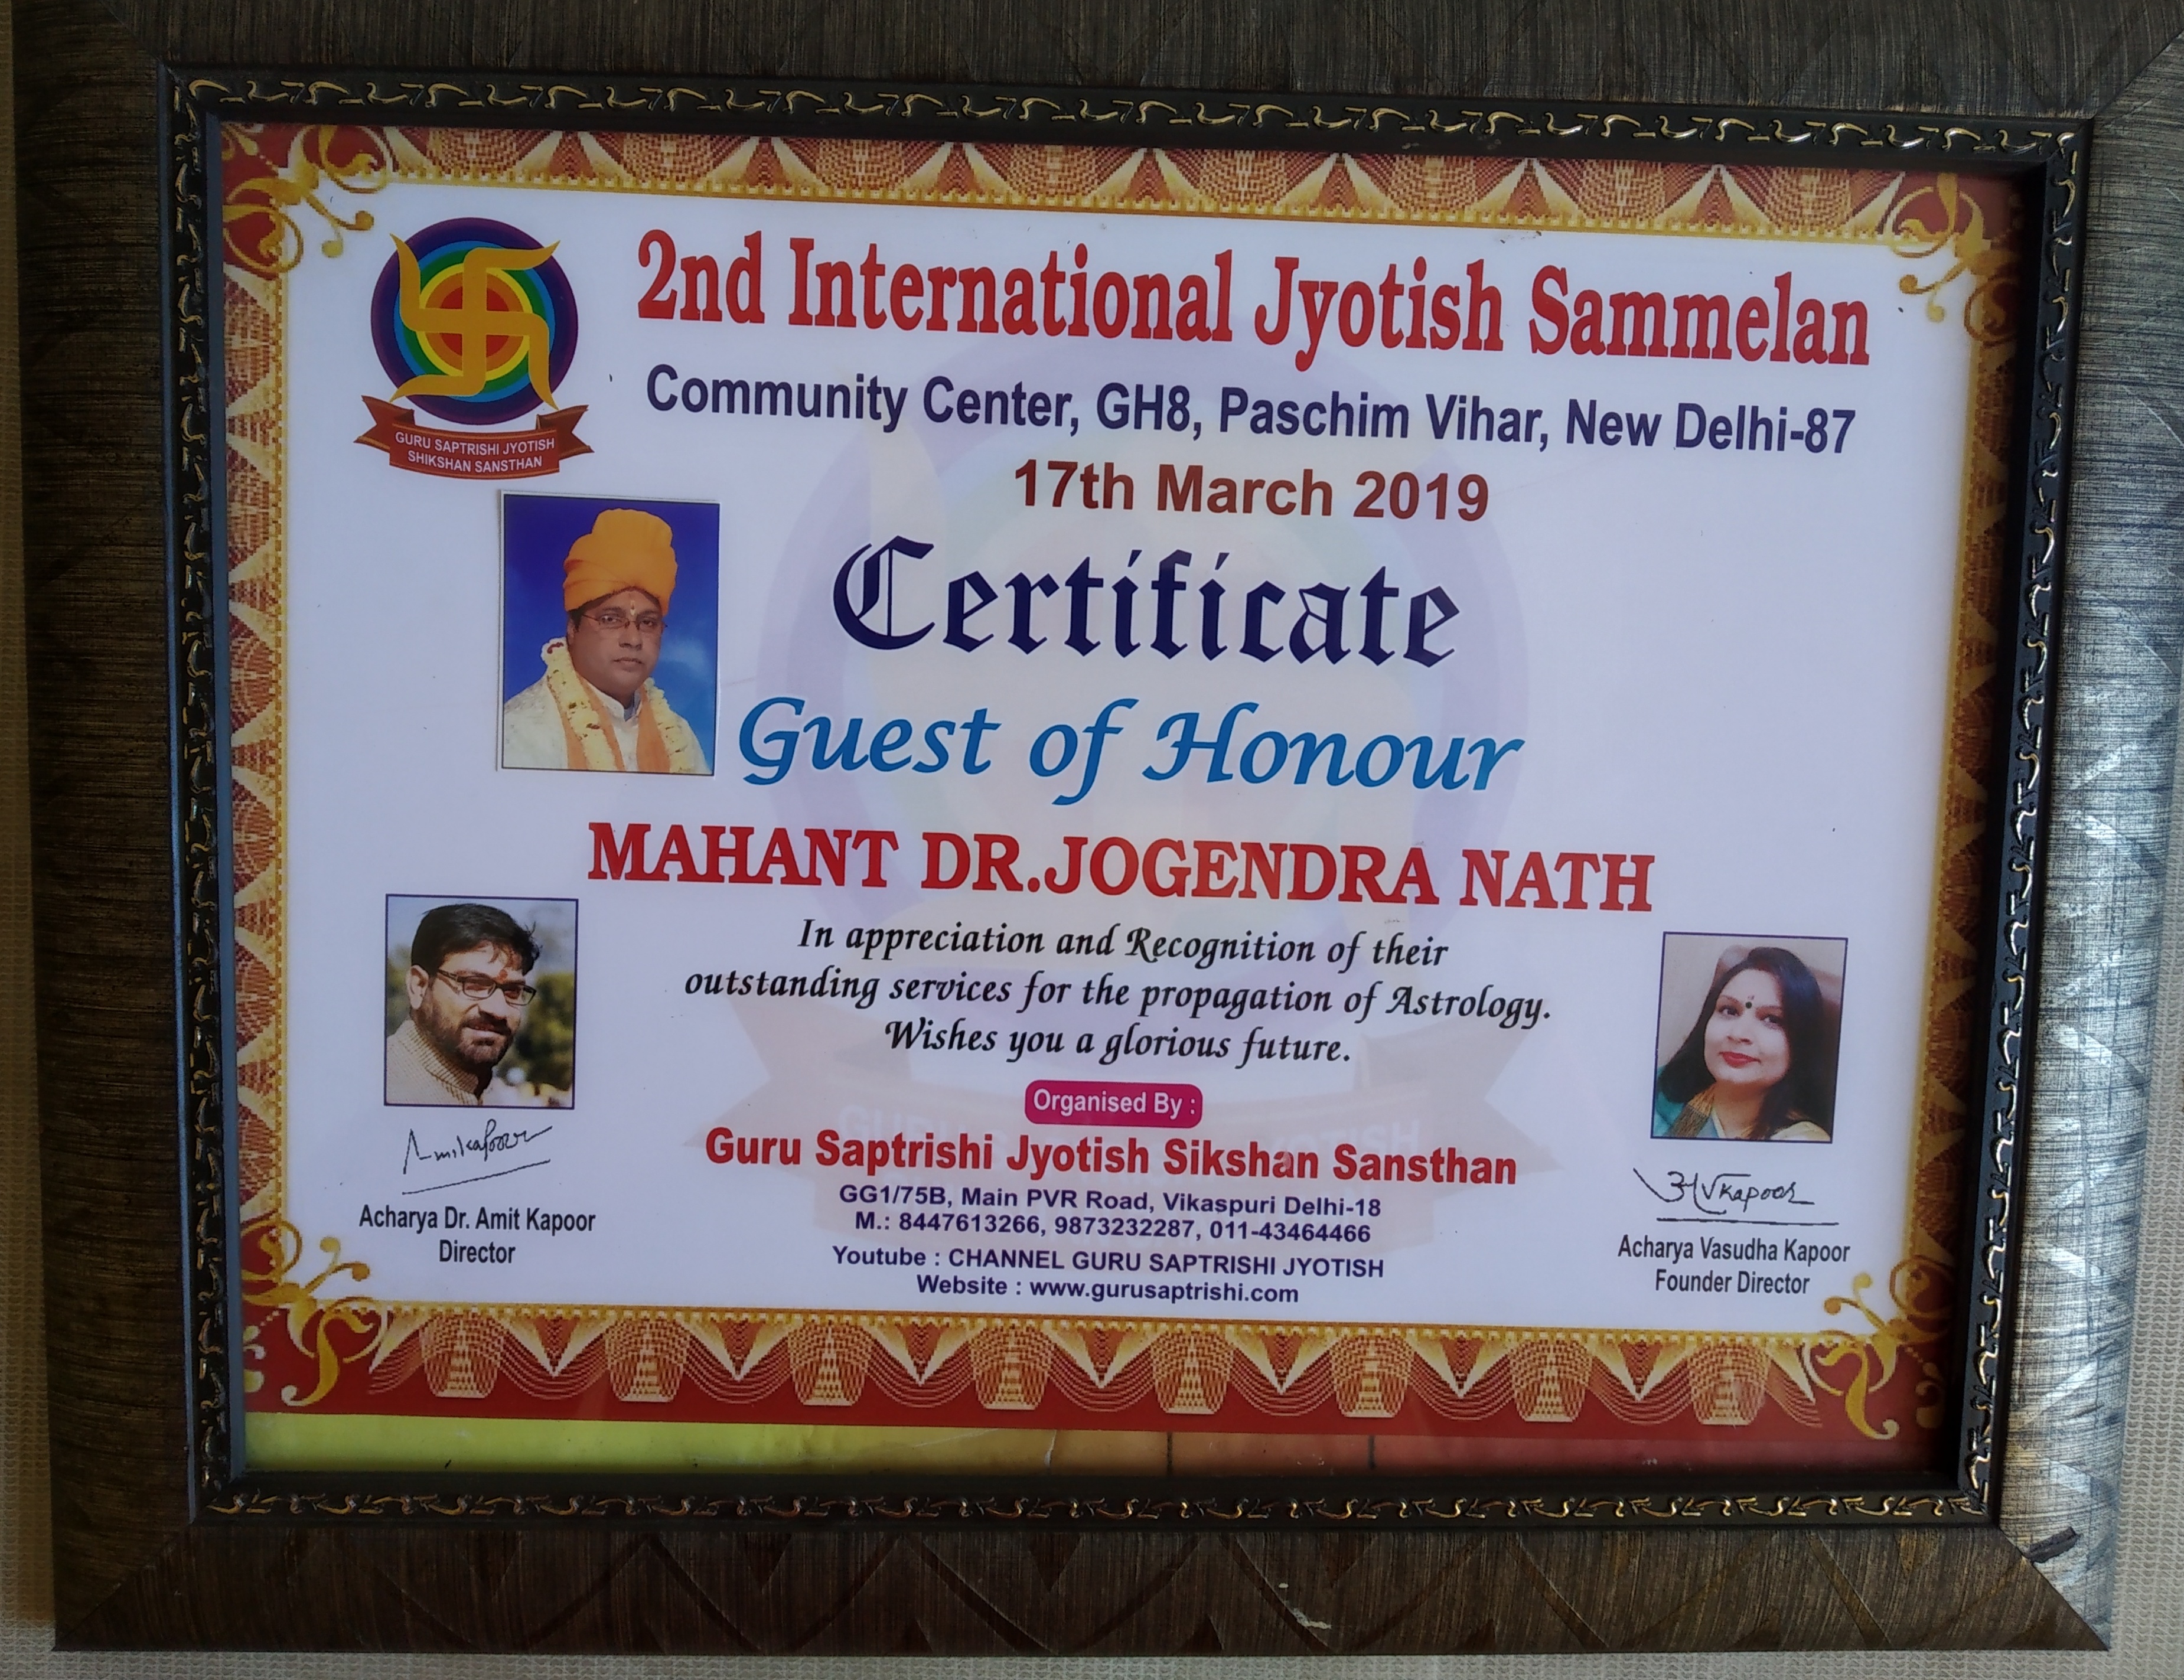 2nd International Jyotish Sammelan
GURU SAPTRISHI JYOTISH
SHIKSHAN SANSTHAN
Community Center, GH8, Paschim Vihar, New Delhi-87
17th March 2019
Certificate
Guest of Honour
MAHANT DR.JOGENDRA NATH
In appreciation and Recognition of their
outstanding services for the propagation of Astrology.
Wishes you a glorious future.
Organised By :
Guru Saptrishi Jyotish Sikshan Sansthan
GG1/75B, Main PVR Road, Vikaspuri Delhi-18
M.: 8447613266, 9873232287, 011-43464466
Youtube : CHANNEL GURU SAPTRISHI JYOTISH
Website : www.gurusaptrishi.com
Amikapoor
Acharya Dr. Amit Kapoor
Director
VKapoor
Acharya Vasudha Kapoor
Founder Director